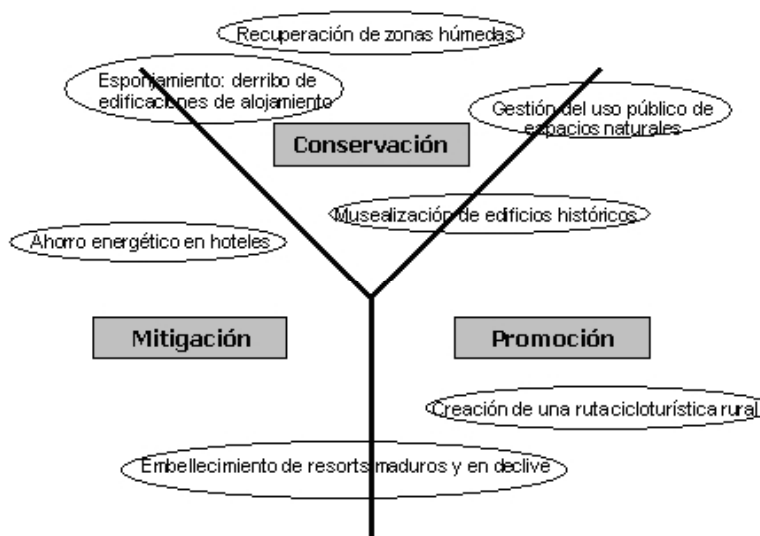 Recuperación de zonas húmedas
Esponjamiento: derribo de
edificaciones de alojamiento
Gestión del uso público de
espacios naturales
Conservación
Musealización de edificios históricos
Ahorro energético en hoteles
Mitigación
Promoción
Creación de una ruta cicloturística rural
Embellecimiento de resorts maduros y en declive